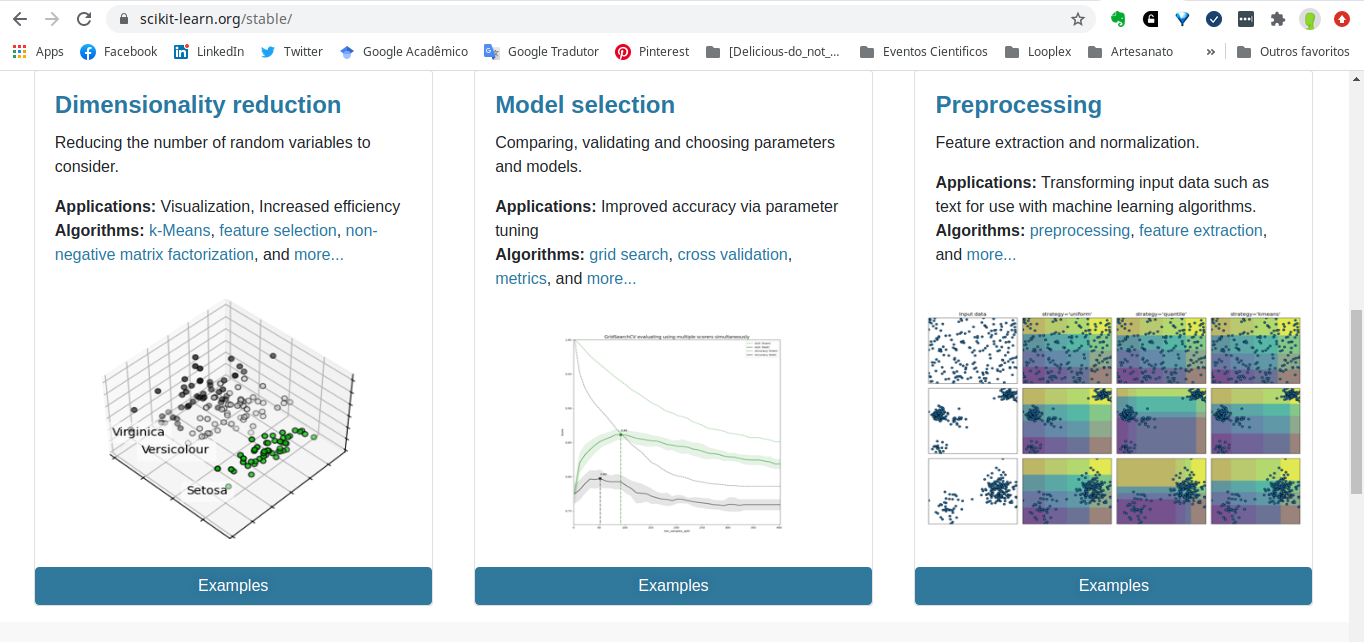 scikit-learn.org/stable/
Apps Facebook LinkedIn Twitter Google Acadêmico Google Tradutor Pinterest [Delicious-do_not_... Eventos Cientificos Looplex Artesanato » Outros favoritos
Dimensionality reduction
Reducing the number of random variables to
consider.
Applications: Visualization, Increased efficiency
Algorithms: k-Means, feature selection, non-
negative matrix factorization, and more...
Virginica
Versicolour
Setosa
Examples
Model selection
Comparing, validating and choosing parameters
and models.
Applications: Improved accuracy via parameter
tuning
Algorithms: grid search, cross validation,
metrics, and more...
GridSearchCV evaluating using multiple scorers simultaneously
Examples
Preprocessing
Feature extraction and normalization.
Applications: Transforming input data such as
text for use with machine learning algorithms.
Algorithms: preprocessing, feature extraction,
and more...
Input data strategy='uniform' strategy='quantile' strategy='kmeans'
Examples